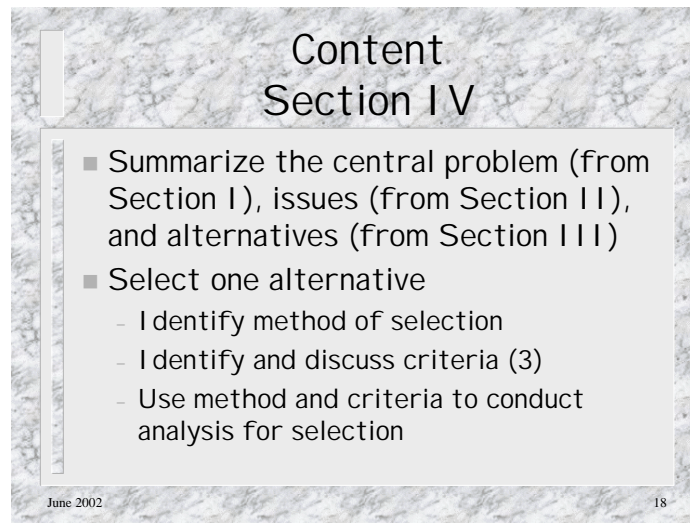 Content
Section IV
■ Summarize the central problem (from
Section I), issues (from Section II),
and alternatives (from Section III)
■ Select one alternative
– Identify method of selection
– Identify and discuss criteria (3)
– Use method and criteria to conduct
analysis for selection
June 2002
18